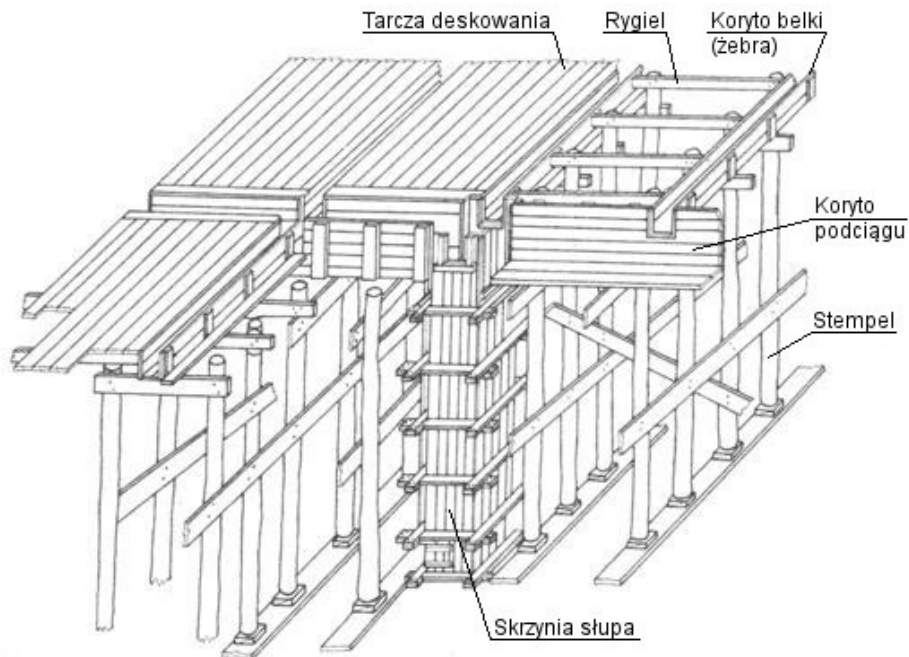 Tarcza deskowania
Rygiel
Koryto belki
(żebra)
Koryto
podciągu
Stempel
Skrzynia słupa